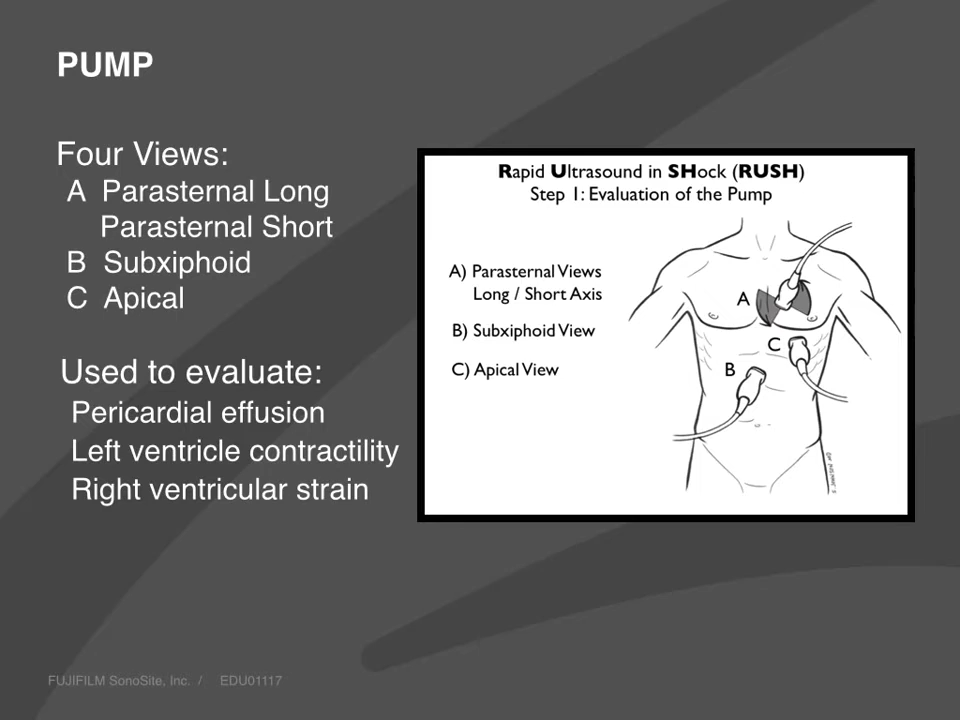 PUMP
Four Views:
A Parasternal Long
Parasternal Short
B Subxiphoid
C Apical
Used to evaluate:
Pericardial effusion
Left ventricle contractility
Right ventricular strain
Rapid Ultrasound in SHock (RUSH)
Step 1: Evaluation of the Pump
A) Parasternal Views
Long / Short Axis
B) Subxiphoid View
C) Apical View
A
C
B
FUJIFILM SonoSite, Inc. / EDU01117